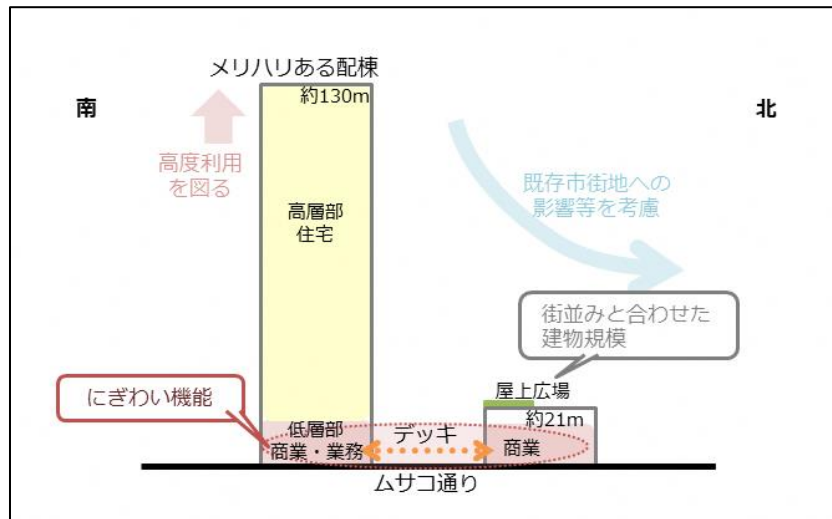 メリハリある配棟
約130m
南
北
高度利用
を図る
既存市街地への
影響等を考慮
高層部
住宅
街並みと合わせた
建物規模
屋上広場
にぎわい機能
約21m
低層部
商業・業務
デッキ
商業
ムサコ通り